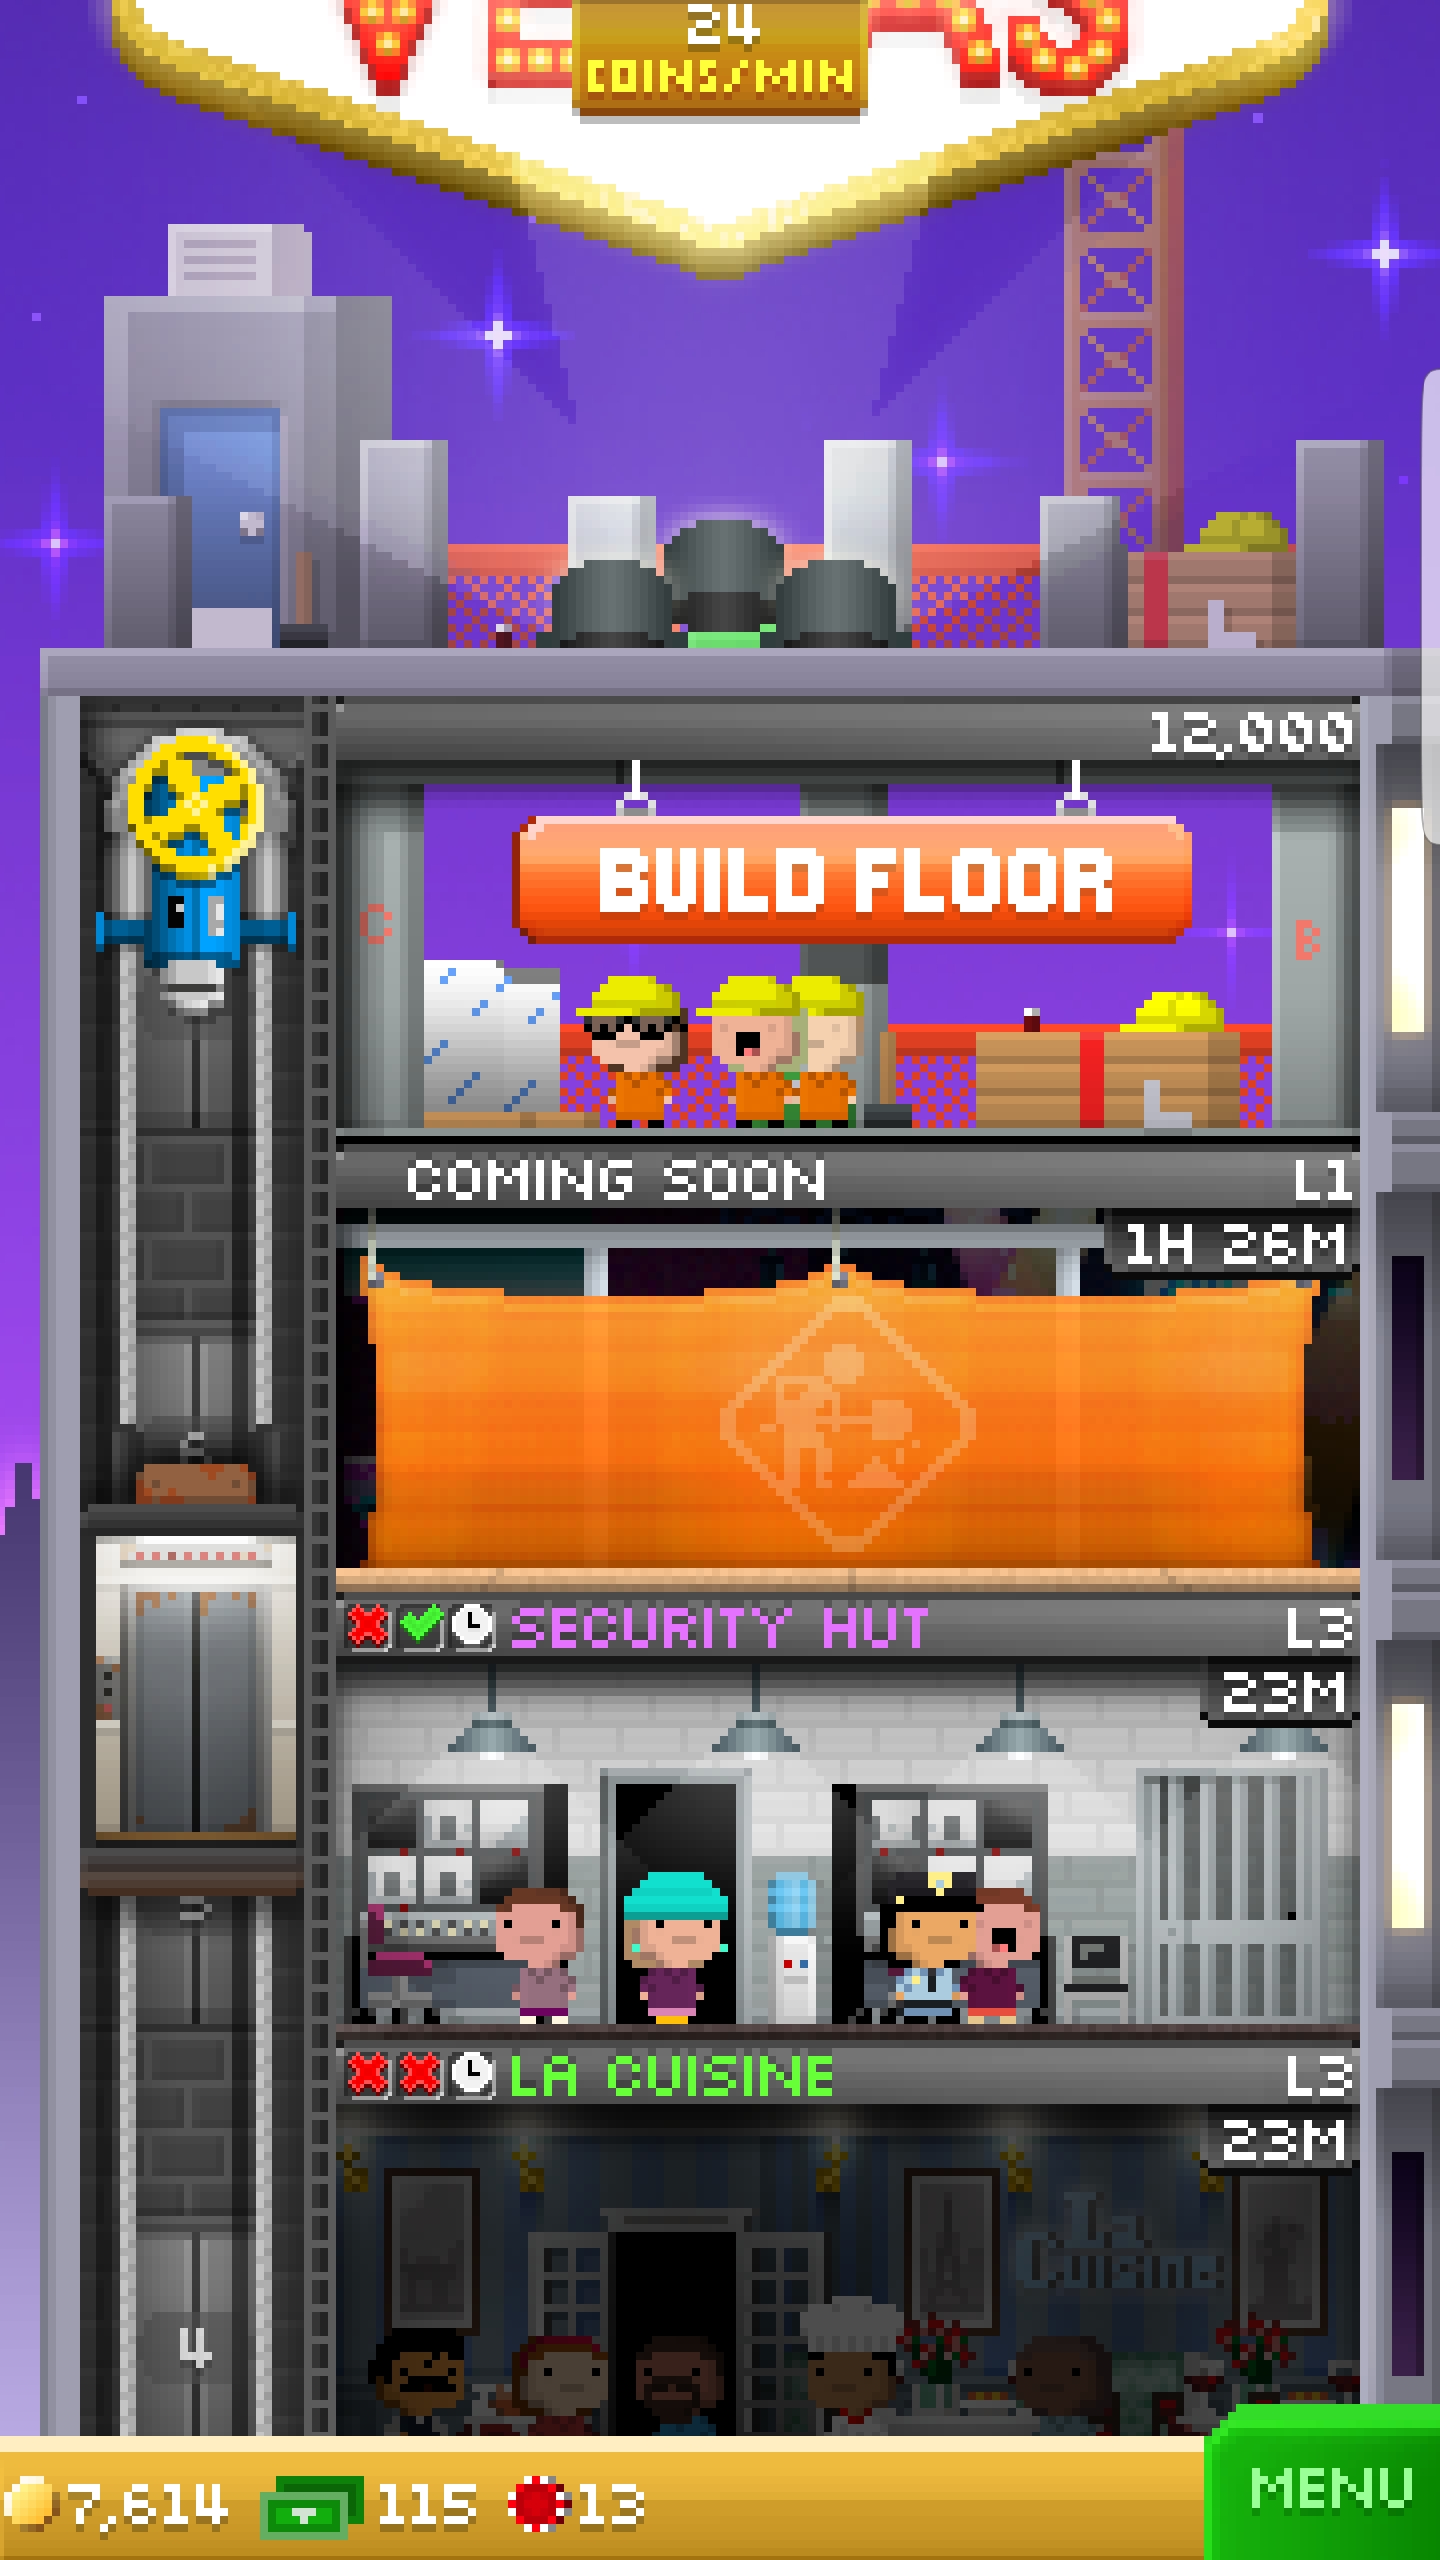 VEGAS
24
COINS/MIN
12,000
BUILD FLOOR
C
B
COMING SOON
L1
1H 26M
SECURITY HUT
L3
23M
LA CUISINE
L3
23M
La
Cuisine
4
7,614
115
13
MENU